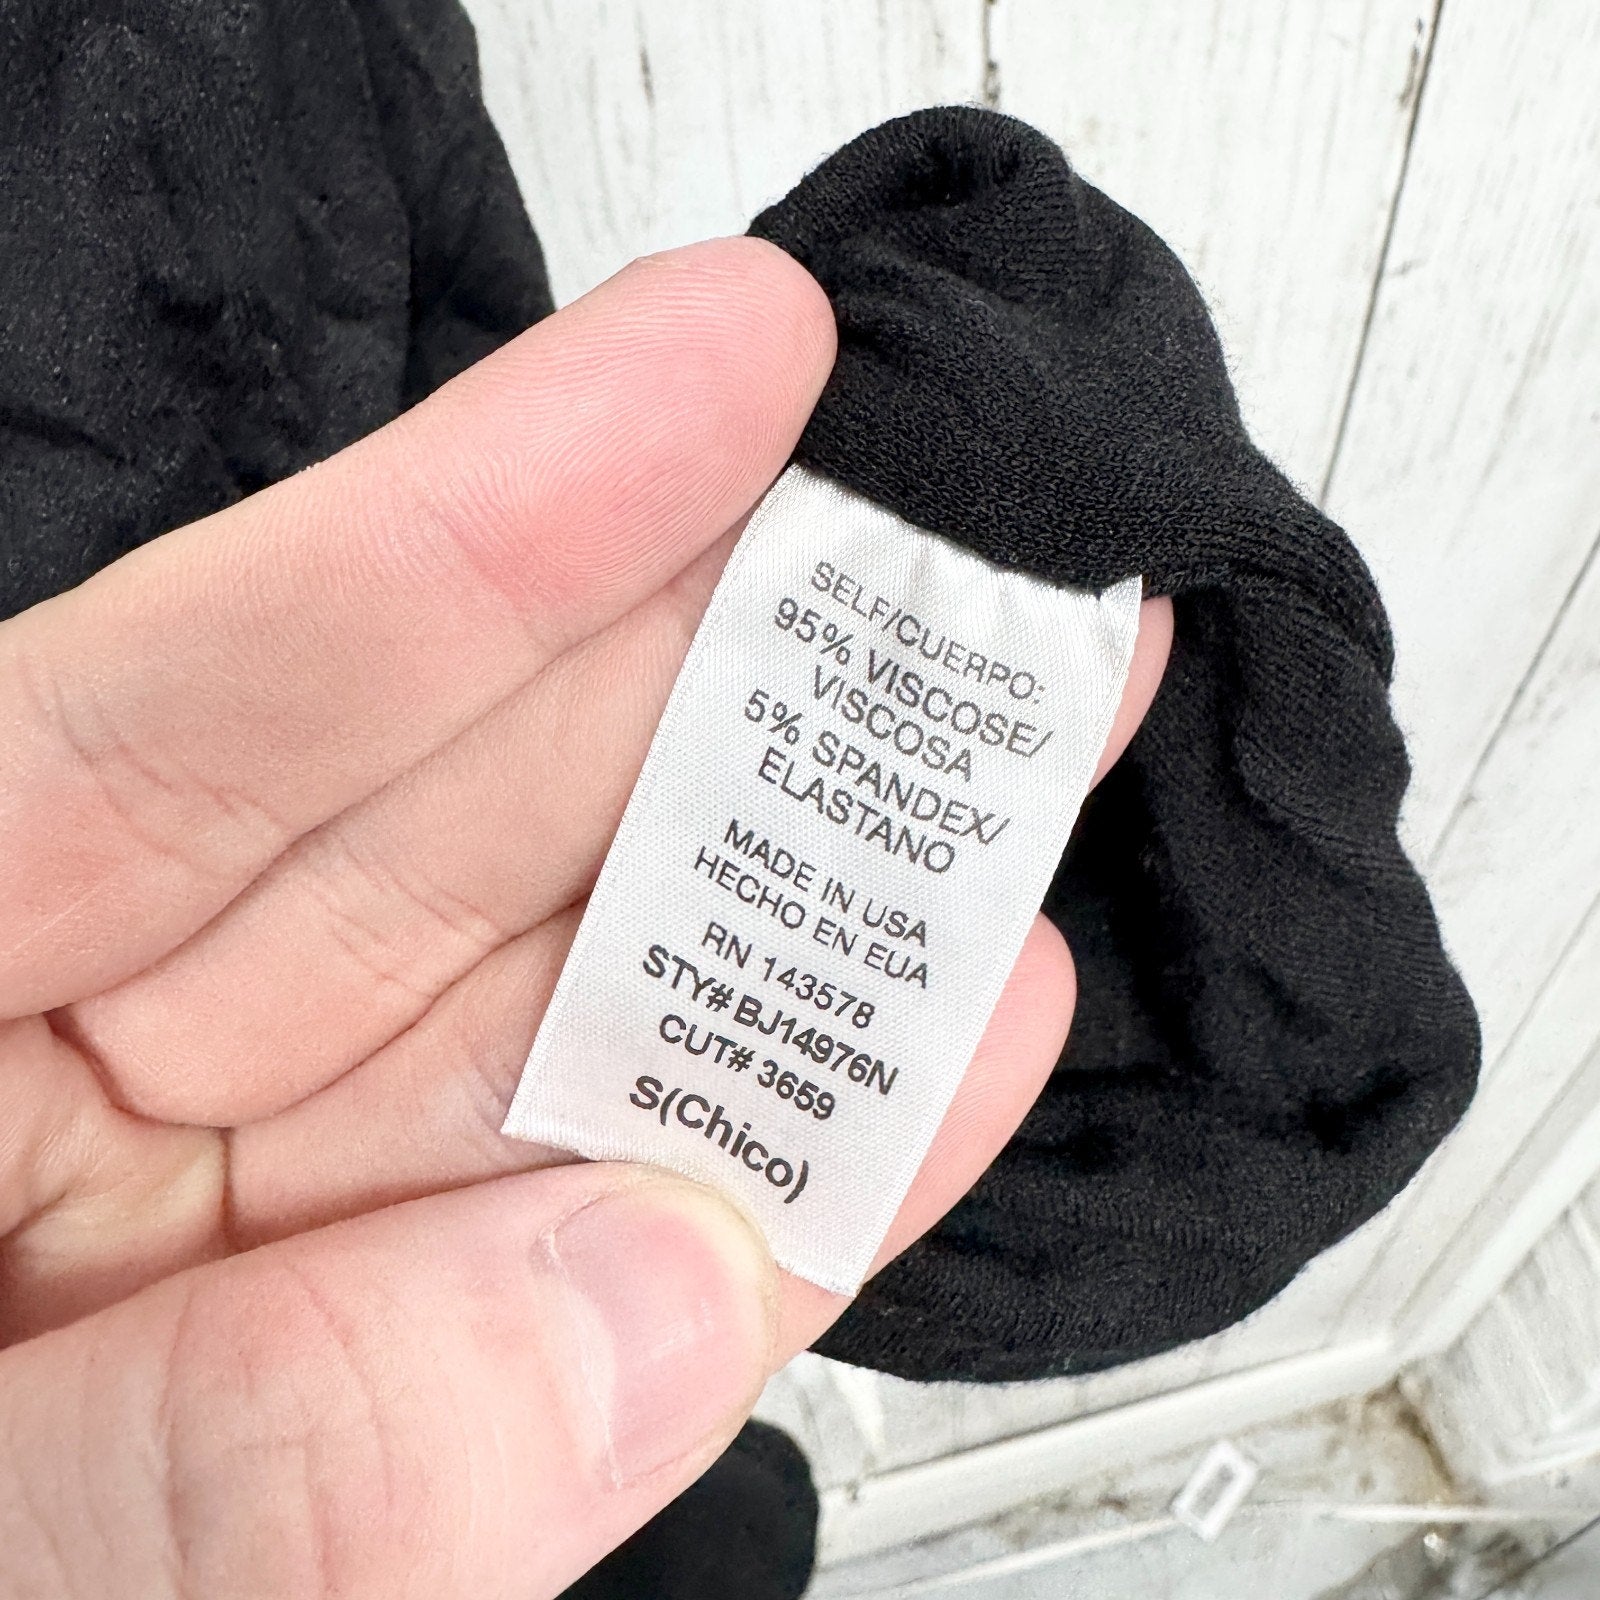 SELF/CUERPO:
95% VISCOSE/
VISCOSA
5% SPANDEX/
ELASTANO
MADE IN USA
HECHO EN EUA
RN 143578
STY# BJ14976N
CUT# 3659
S(Chico)